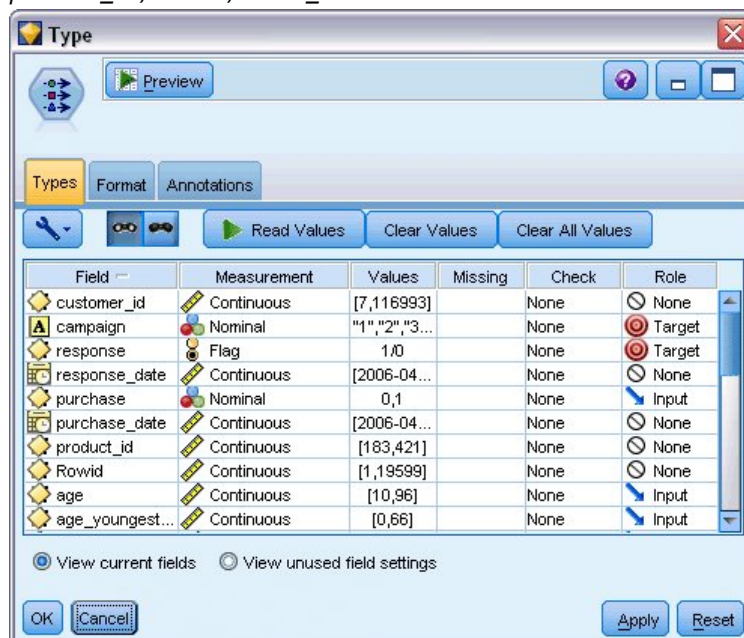 Type
Preview
Types Format Annotations
Read Values Clear Values Clear All Values
Field Measurement Values Missing Check Role
customer_id Continuous [7,116993] None None
A campaign Nominal "1","2","3... None Target
response Flag 1/0 None Target
response_date Continuous [2006-04... None None
purchase Nominal 0,1 None Input
purchase_date Continuous [2006-04... None None
product_id Continuous [183,421] None None
Rowid Continuous [1,19599] None None
age Continuous [10,96] None Input
age_youngest... Continuous [0,66] None Input
View current fields View unused field settings
OK Cancel Apply Reset